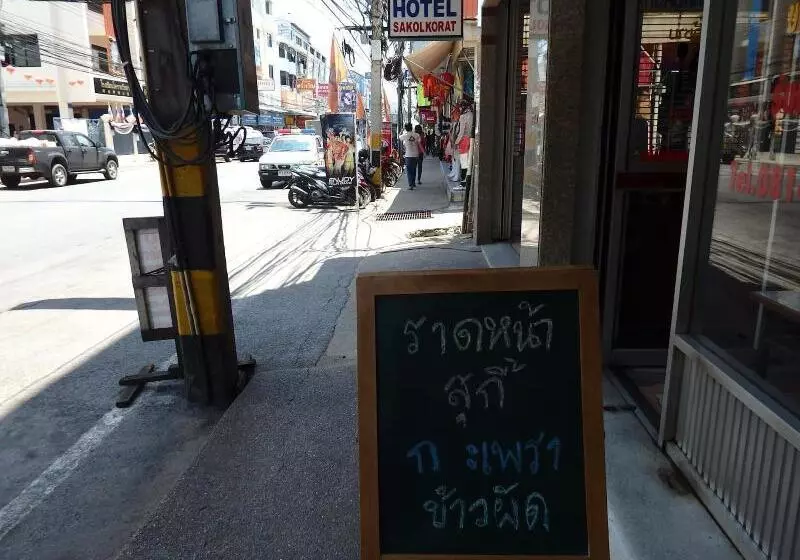 HOTEL
SAKOLKORAT
ราดหน้า
สุกี้
ก ะเพรา
ข้าวผิด